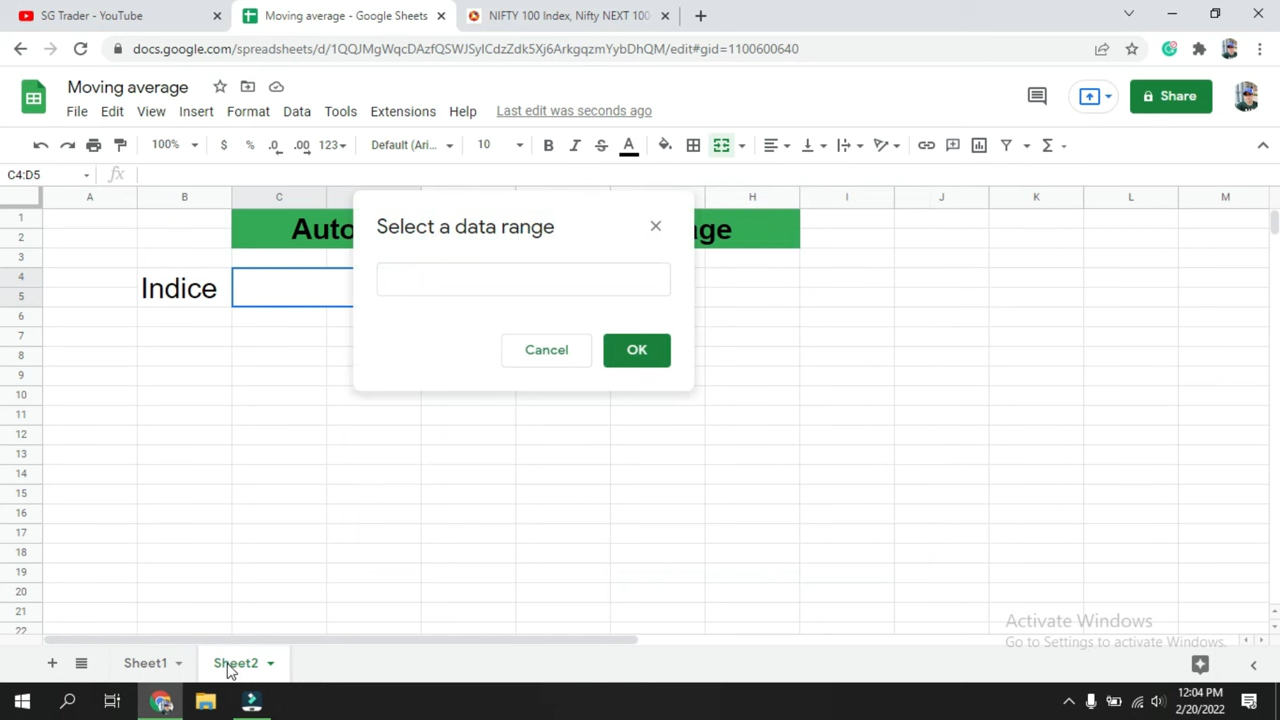 SG Trader - YouTube
Moving average - Google Sheets
NIFTY 100 Index, Nifty NEXT 100
docs.google.com/spreadsheets/d/1QQJMgWqcDAzfQSWJSylCdzZdk5Xj6ArkgqzmYybDhQM/edit#gid=1100600640
Moving average
File Edit View Insert Format Data Tools Extensions Help Last edit was seconds ago
Share
100% $ % .0 .00 123 Default (Ari... 10 B I S A Σ
C4:D5 fx
A B C H I J K L M
1
2
3
4
5
6
7
8
9
10
11
12
13
14
15
16
17
18
19
20
21
22
Auto
ge
Indice
Select a data range
Cancel OK
Activate Windows
Go to Settings to activate Windows.
Sheet1 Sheet2
12:04 PM
2/20/2022